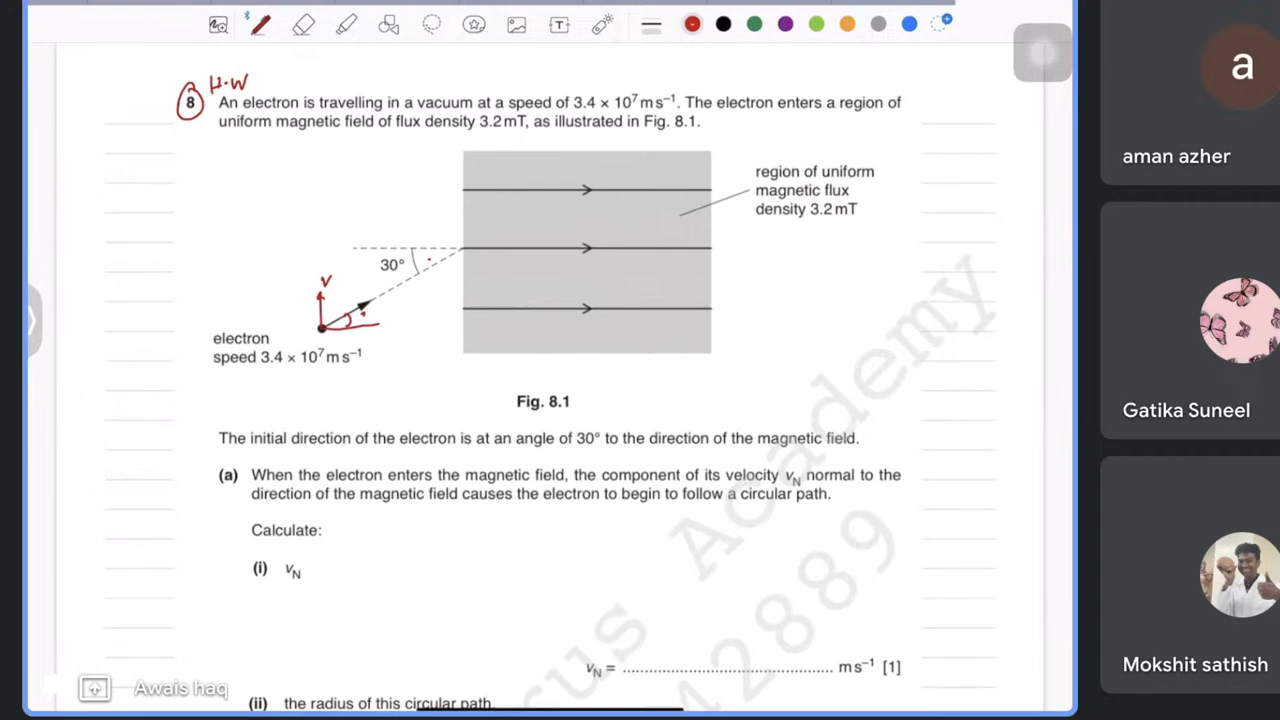 H.W
8 An electron is travelling in a vacuum at a speed of 3.4 × 10⁷ m s⁻¹. The electron enters a region of
uniform magnetic field of flux density 3.2 mT, as illustrated in Fig. 8.1.
region of uniform
magnetic flux
density 3.2 mT
30°
V
electron
speed 3.4 × 10⁷ m s⁻¹
Fig. 8.1
The initial direction of the electron is at an angle of 30° to the direction of the magnetic field.
(a) When the electron enters the magnetic field, the component of its velocity v_N normal to the
direction of the magnetic field causes the electron to begin to follow a circular path.
Calculate:
(i) v_N
v_N = .................................................. m s⁻¹ [1]
(ii) the radius of this circular path.
Academy
cus
42889
Awais haq
T
a
aman azher
Gatika Suneel
Mokshit sathish